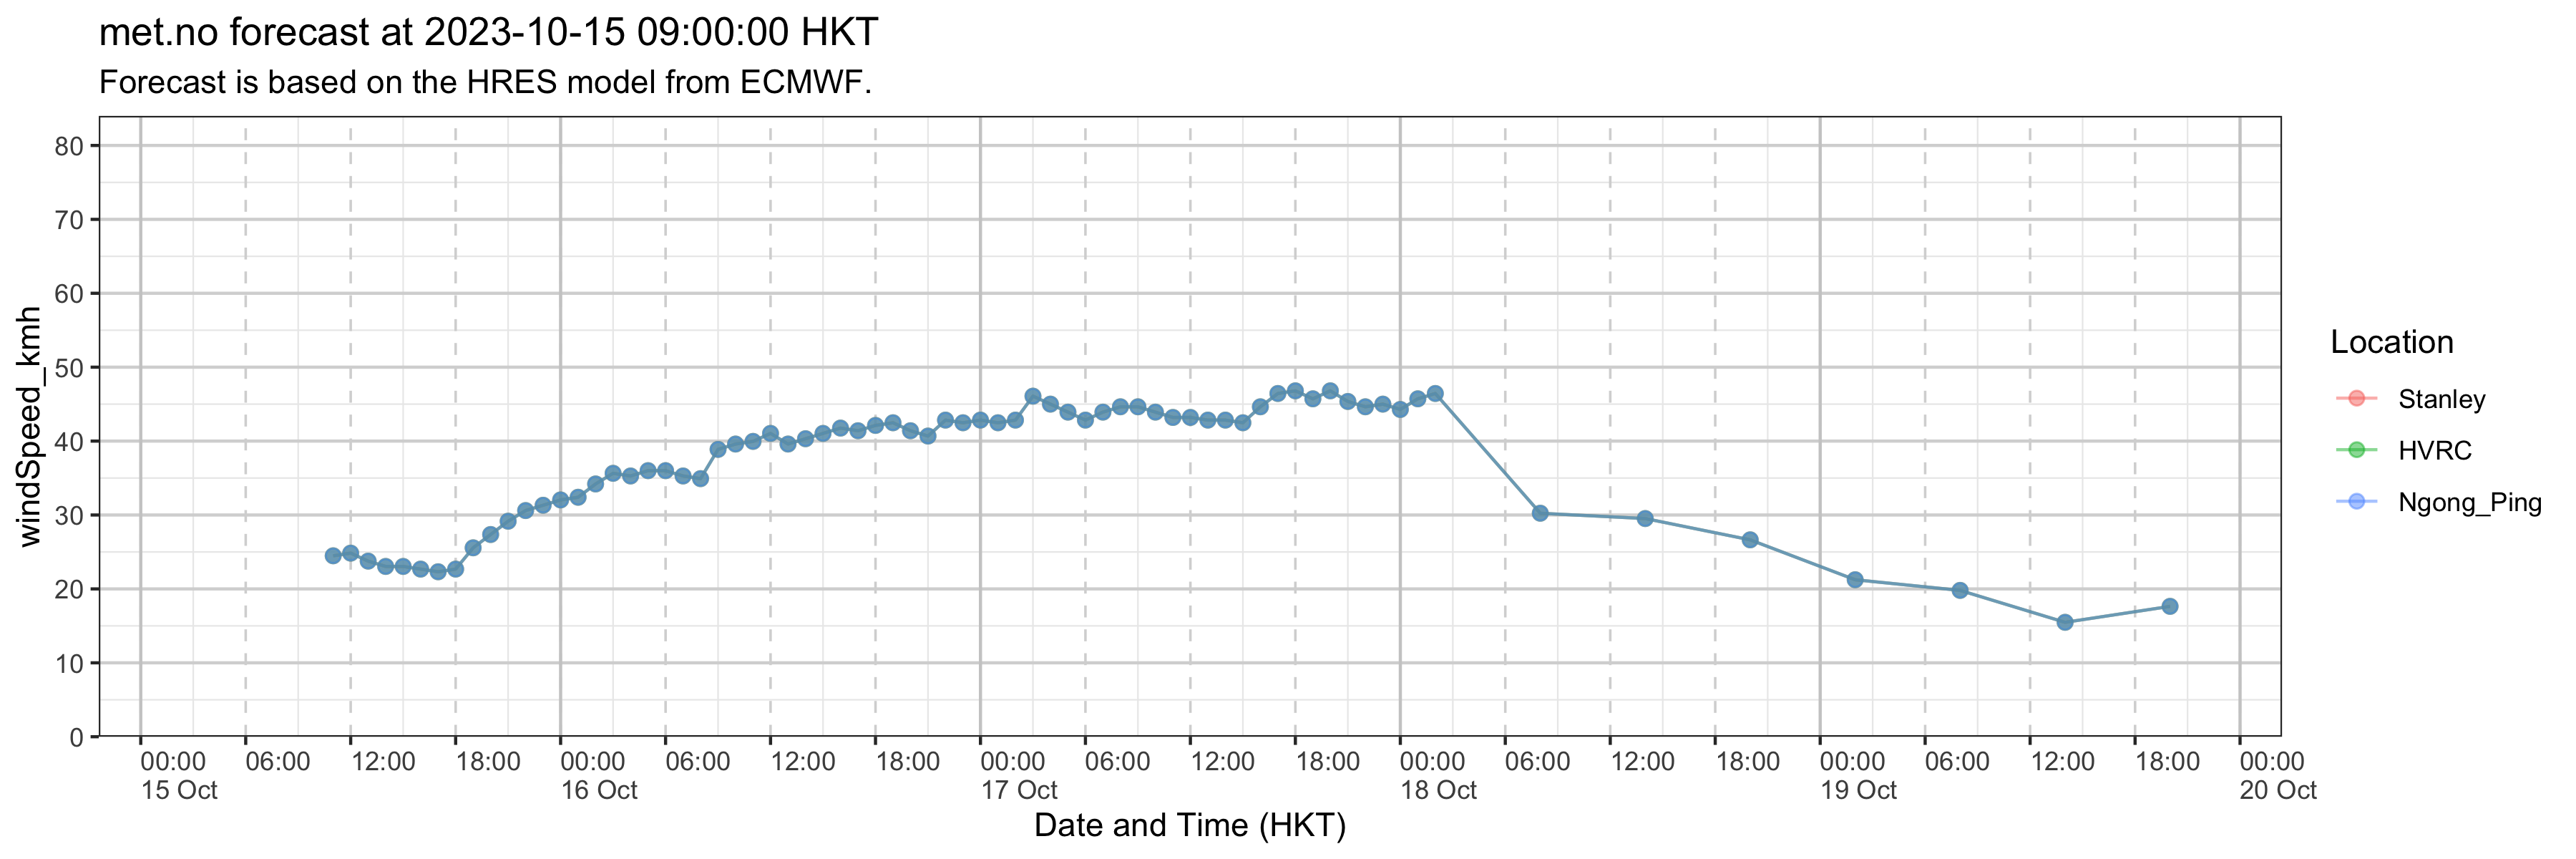 met.no forecast at 2023-10-15 09:00:00 HKT
Forecast is based on the HRES model from ECMWF.
windSpeed_kmh
80
70
60
50
40
30
20
10
0
00:00 06:00 12:00 18:00 00:00 06:00 12:00 18:00 00:00 06:00 12:00 18:00 00:00 06:00 12:00 18:00 00:00 06:00 12:00 18:00 00:00
15 Oct 16 Oct 17 Oct 18 Oct 19 Oct 20 Oct
Date and Time (HKT)
Location
Stanley
HVRC
Ngong_Ping